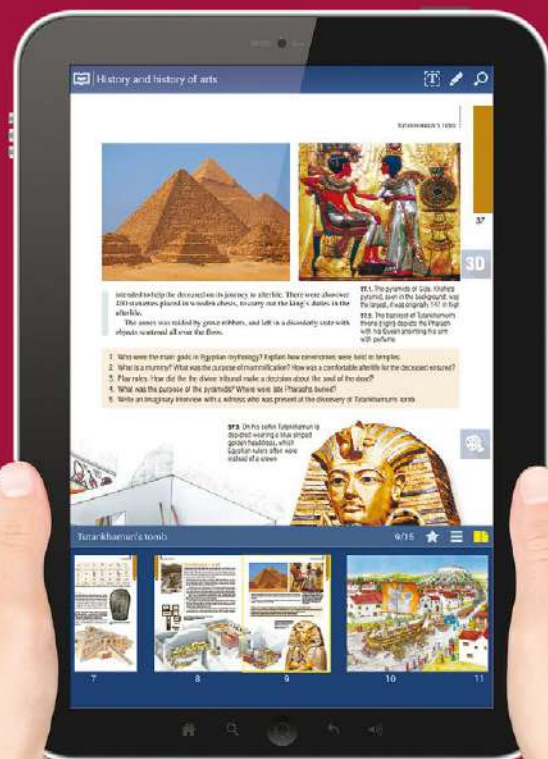 History and history of arts
TUTANKHAMUN'S TOMB
37
3D
intended to help the deceased on its journey to afterlife. There were also over
400 statuettes placed in wooden chests, to carry out the king's duties in the
afterlife.
The annex was raided by grave robbers, and left in a disorderly state with
objects scattered all over the floor.
37.1. The pyramids of Giza. Khafre's
pyramid, seen in the background, was
the largest, it was originally 147 m high
37.2. The backrest of Tutankhamun's
throne (right) depicts the Pharaoh
with his Queen anointing his arm
with perfume
1. Who were the main gods in Egyptian mythology? Explain how ceremonies were held in temples.
2. What is a mummy? What was the purpose of mummification? How was a comfortable afterlife for the deceased ensured?
3. Play roles. How did the the divine tribunal make a decision about the soul of the dead?
4. What was the purpose of the pyramids? Where were late Pharaohs buried?
5. Write an imaginary interview with a witness who was present at the discovery of Tutankhamun's tomb.
37.3. On his coffin Tutankhamun is
depicted wearing a blue striped
golden headdress, which
Egyptian rulers often wore
instead of a crown
Tutankhamun's tomb
9/15
7
8
9
10
11